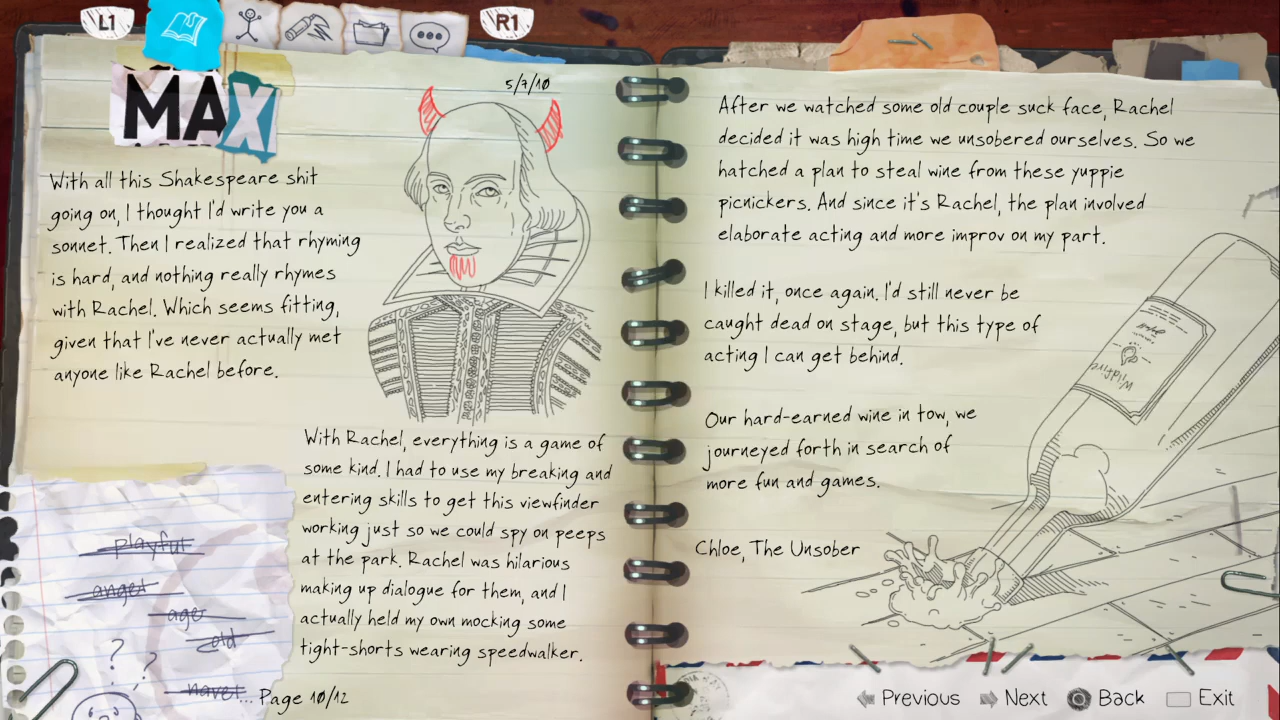 L1
R1
MAX
5/7/10
With all this Shakespeare shit
going on, I thought I'd write you a
sonnet. Then I realized that rhyming
is hard, and nothing really rhymes
with Rachel. Which seems fitting,
given that I've never actually met
anyone like Rachel before.
With Rachel, everything is a game of
some kind. I had to use my breaking and
entering skills to get this viewfinder
working just so we could spy on peeps
at the park. Rachel was hilarious
making up dialogue for them, and I
actually held my own mocking some
tight-shorts wearing speedwalker.
playful
angel
age
old
? ?
navel...
Page 10/12
After we watched some old couple suck face, Rachel
decided it was high time we unsobered ourselves. So we
hatched a plan to steal wine from these yuppie
picnickers. And since it's Rachel, the plan involved
elaborate acting and more improv on my part.
I killed it, once again. I'd still never be
caught dead on stage, but this type of
acting I can get behind.
Our hard-earned wine in tow, we
journeyed forth in search of
more fun and games.
Chloe, The Unsober
Wildfire
Previous
Next
Back
Exit